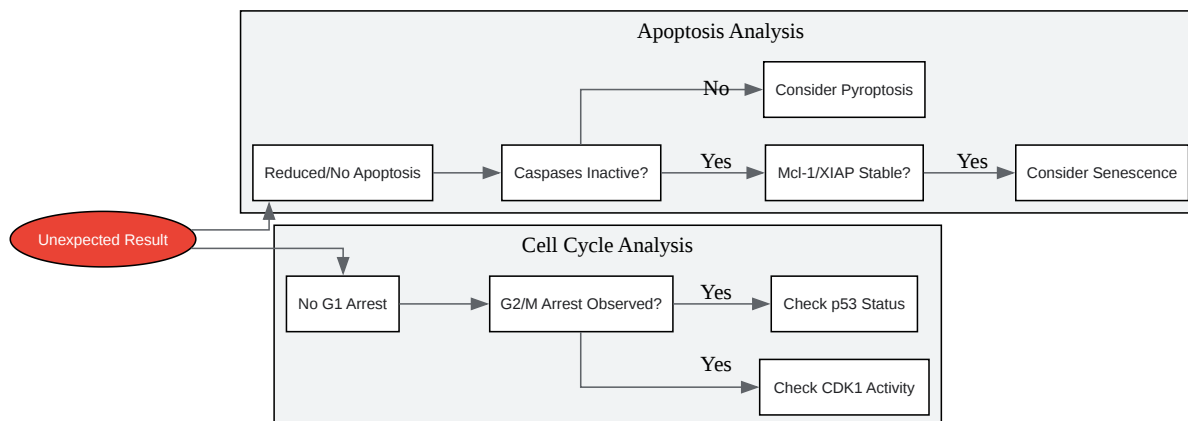 Apoptosis Analysis
No
Consider Pyroptosis
Reduced/No Apoptosis
Caspases Inactive?
Yes
Mcl-1/XIAP Stable?
Yes
Consider Senescence
Unexpected Result
Cell Cycle Analysis
No G1 Arrest
G2/M Arrest Observed?
Yes
Check p53 Status
Yes
Check CDK1 Activity